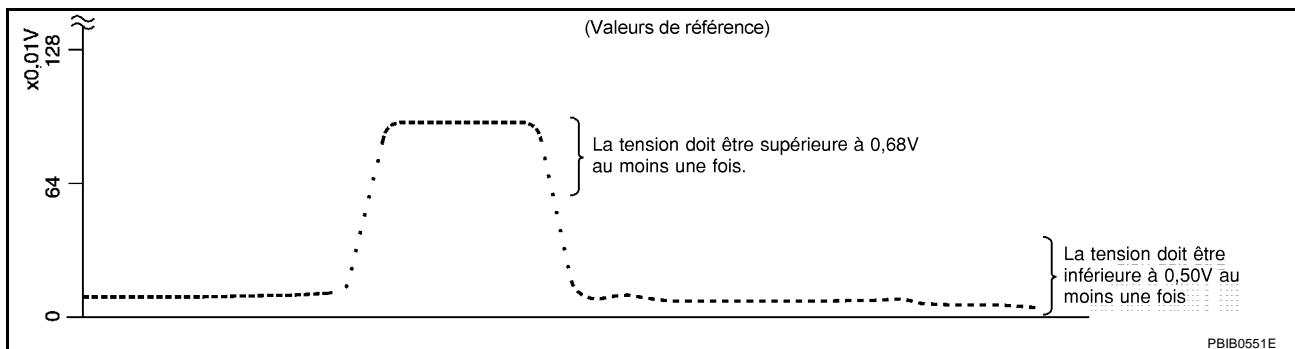 (Valeurs de référence)
x0,01V
128
64
0
La tension doit être supérieure à 0,68V
au moins une fois.
La tension doit être
inférieure à 0,50V au
moins une fois
PBIB0551E